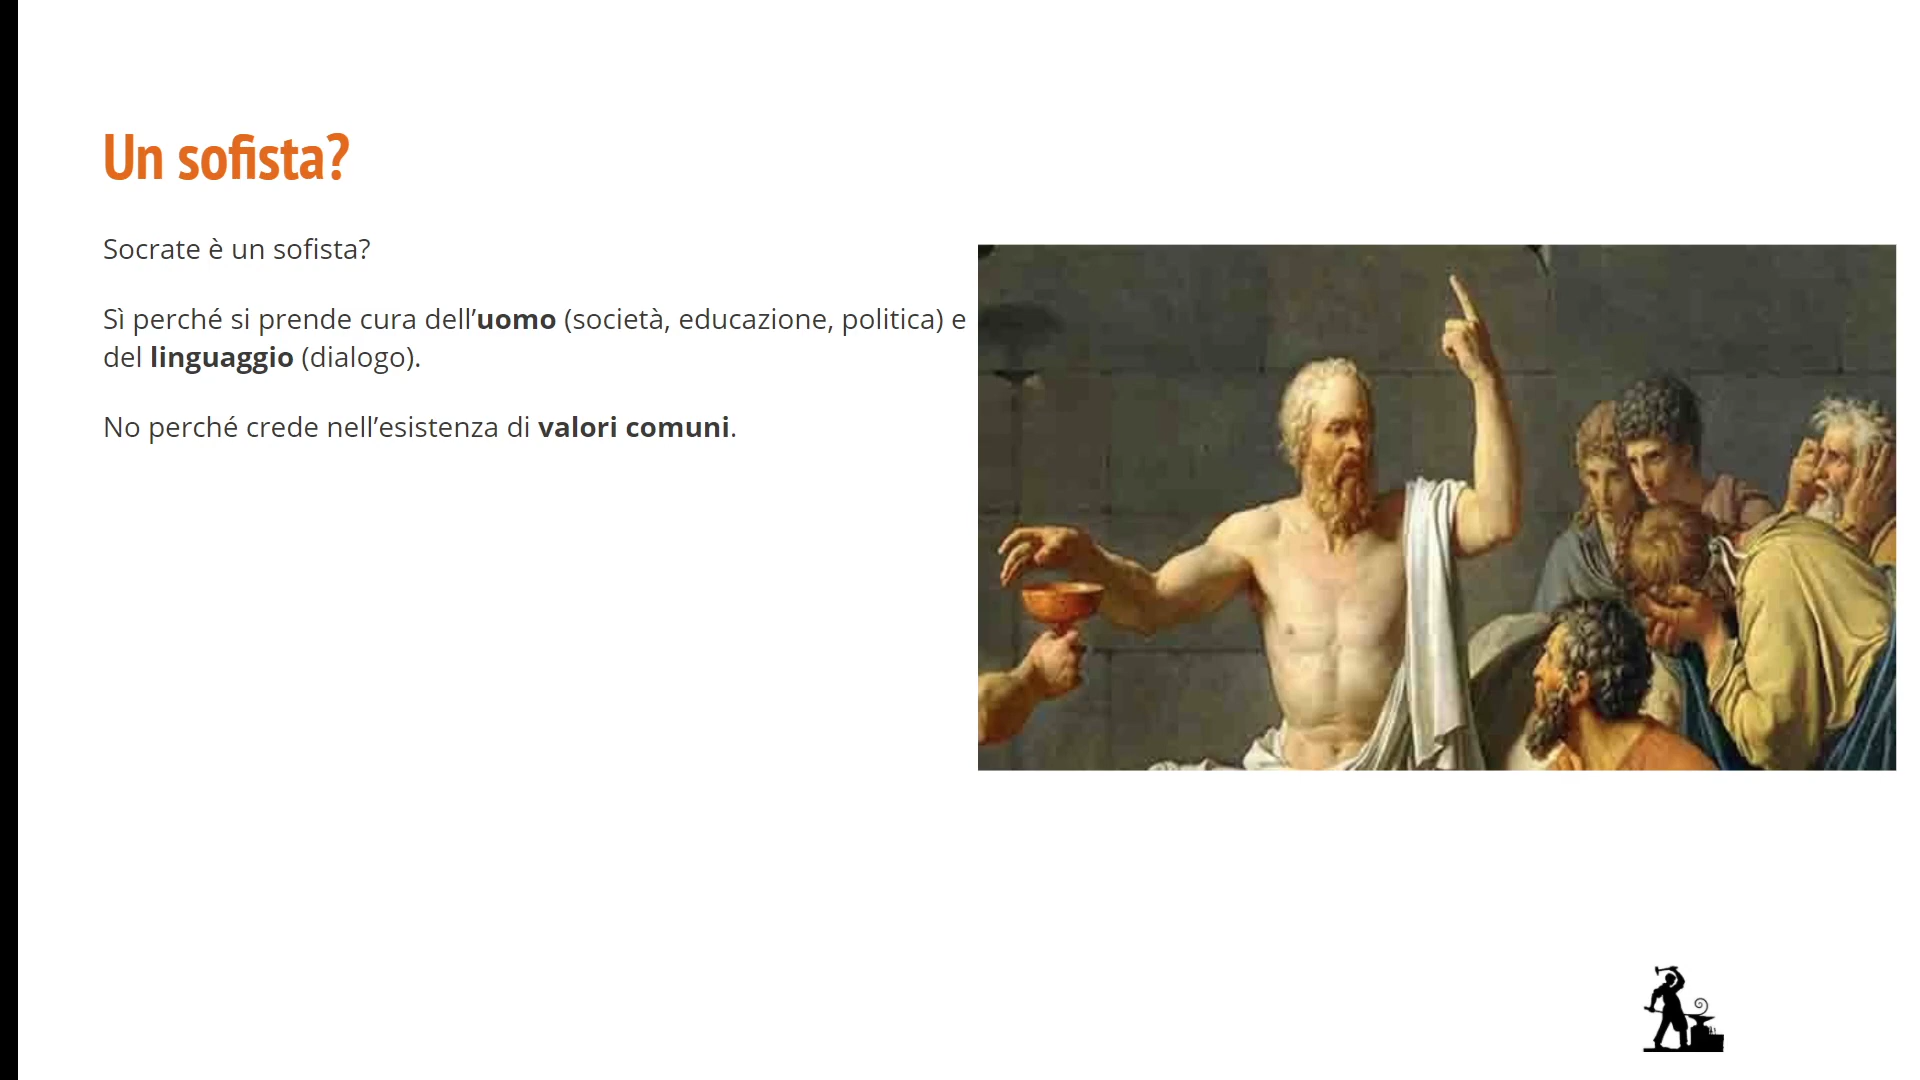 Un sofista?
Socrate è un sofista?
Sì perché si prende cura dell’uomo (società, educazione, politica) e
del linguaggio (dialogo).
No perché crede nell’esistenza di valori comuni.